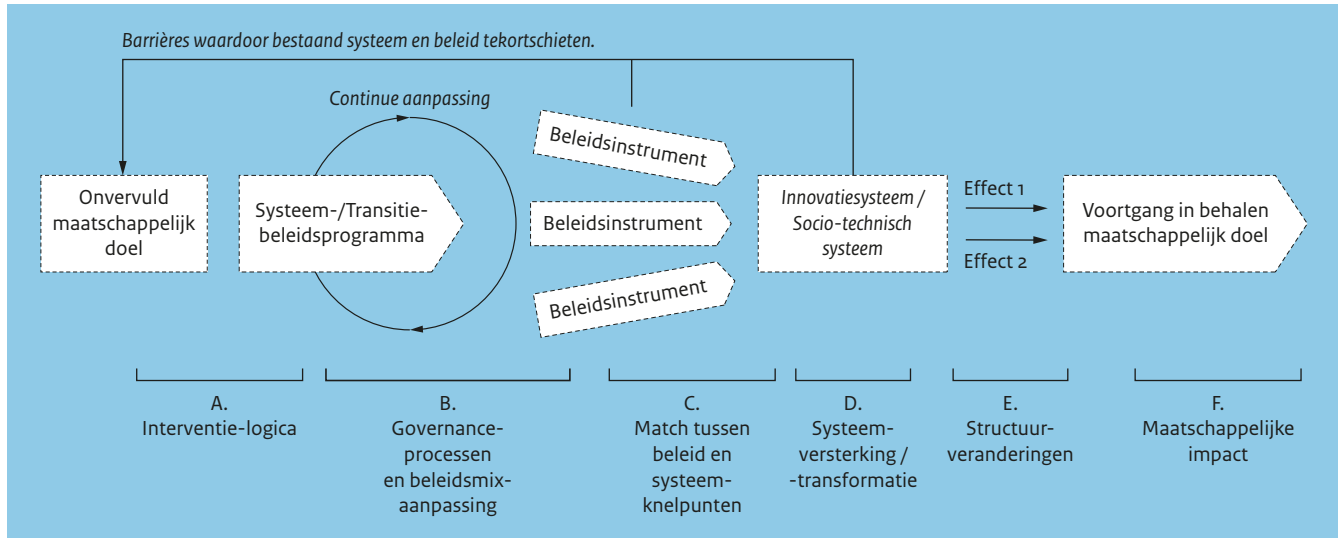 Barrières waardoor bestaand systeem en beleid tekortschieten.
Continue aanpassing
Onvervuld
maatschappelijk
doel
Systeem-/Transitie-
beleidsprogramma
Beleidsinstrument
Beleidsinstrument
Beleidsinstrument
Innovatiesysteem /
Socio-technisch
systeem
Effect 1
Effect 2
Voortgang in behalen
maatschappelijk doel
A.
Interventie-logica
B.
Governance-
processen
en beleidsmix-
aanpassing
C.
Match tussen
beleid en
systeem-
knelpunten
D.
Systeem-
versterking /
-transformatie
E.
Structuur-
veranderingen
F.
Maatschappelijke
impact